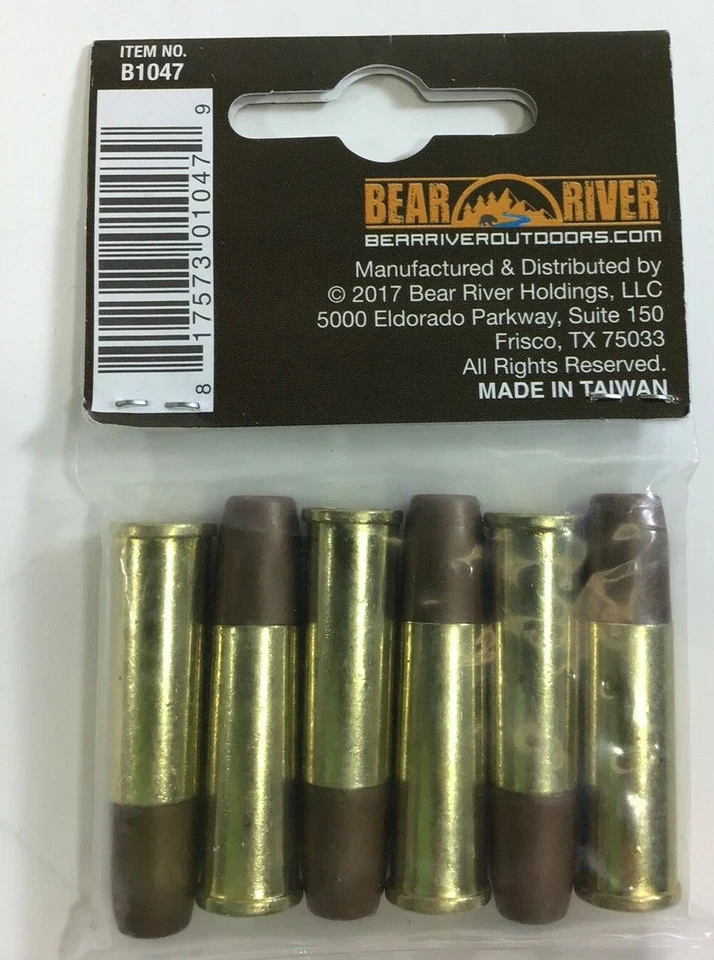 ITEM NO.
B1047
8 17573 01047 9
BEAR RIVER
BEARRIVEROUTDOORS.COM
Manufactured & Distributed by
© 2017 Bear River Holdings, LLC
5000 Eldorado Parkway, Suite 150
Frisco, TX 75033
All Rights Reserved.
MADE IN TAIWAN